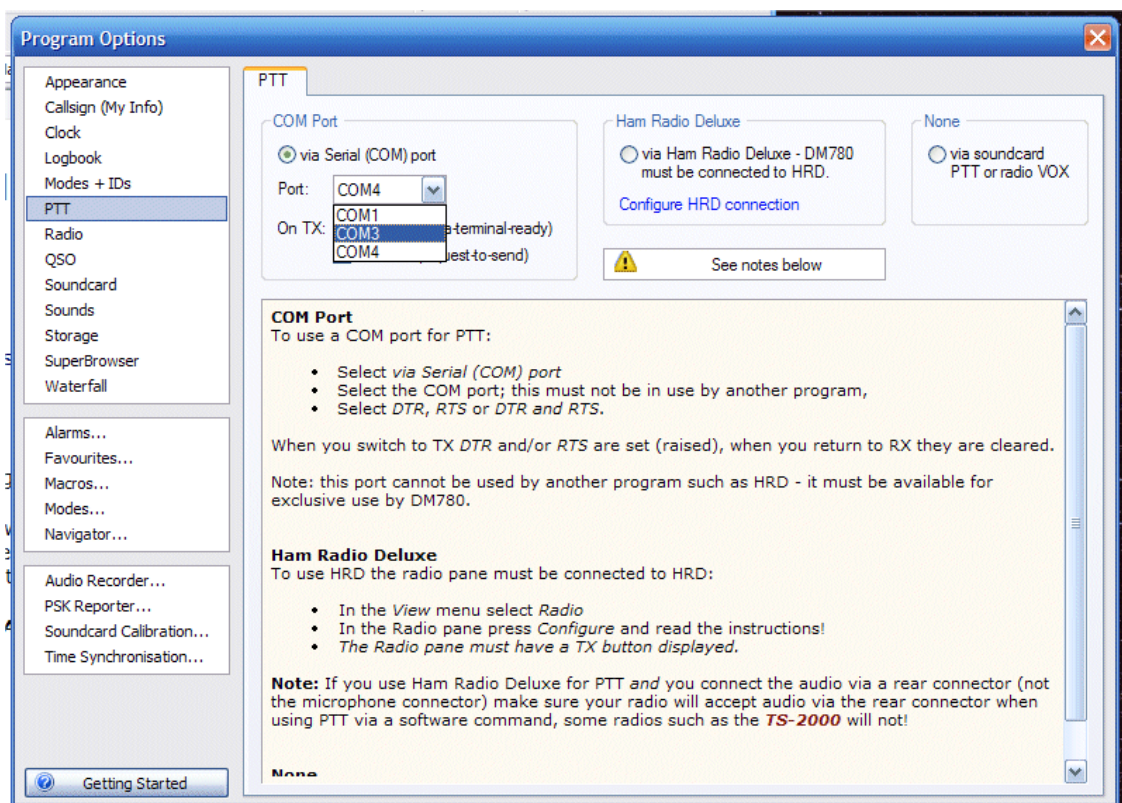 Program Options
Appearance
Callsign (My Info)
Clock
Logbook
Modes + IDs
PTT
Radio
QSO
Soundcard
Sounds
Storage
SuperBrowser
Waterfall
Alarms...
Favourites...
Macros...
Modes...
Navigator...
Audio Recorder...
PSK Reporter...
Soundcard Calibration...
Time Synchronisation...
Getting Started
PTT
COM Port
via Serial (COM) port
Port: COM4
COM1
COM3
COM4
On TX:
a-terminal-ready)
uest-to-send)
Ham Radio Deluxe
via Ham Radio Deluxe - DM780
must be connected to HRD.
Configure HRD connection
None
via soundcard
PTT or radio VOX
See notes below
COM Port
To use a COM port for PTT:
• Select via Serial (COM) port
• Select the COM port; this must not be in use by another program,
• Select DTR, RTS or DTR and RTS.
When you switch to TX DTR and/or RTS are set (raised), when you return to RX they are cleared.
Note: this port cannot be used by another program such as HRD - it must be available for
exclusive use by DM780.
Ham Radio Deluxe
To use HRD the radio pane must be connected to HRD:
• In the View menu select Radio
• In the Radio pane press Configure and read the instructions!
• The Radio pane must have a TX button displayed.
Note: If you use Ham Radio Deluxe for PTT and you connect the audio via a rear connector (not
the microphone connector) make sure your radio will accept audio via the rear connector when
using PTT via a software command, some radios such as the TS-2000 will not!
None